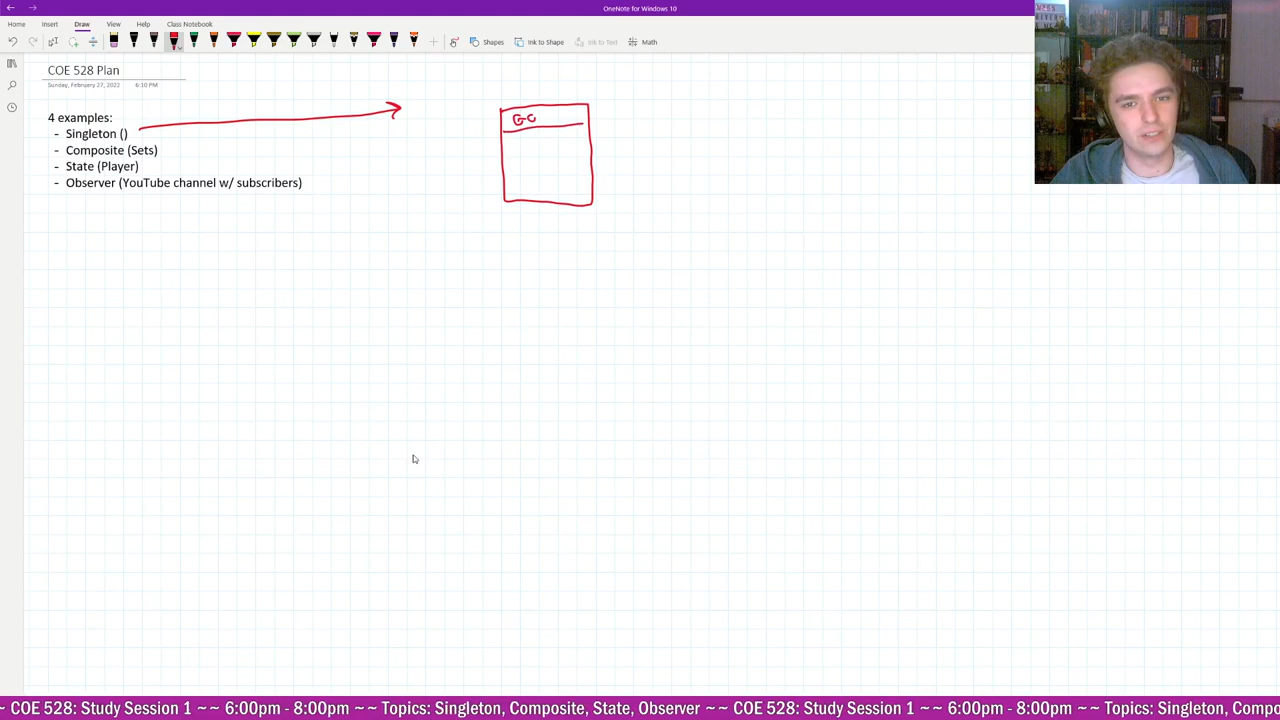 OneNote for Windows 10
Home Insert Draw View Help Class Notebook
Shapes Ink to Shape Ink to Text Math
COE 528 Plan
Sunday, February 27, 2022 6:10 PM
4 examples:
- Singleton ()
- Composite (Sets)
- State (Player)
- Observer (YouTube channel w/ subscribers)
GC
~ COE 528: Study Session 1 ~~ 6:00pm - 8:00pm ~~ Topics: Singleton, Composite, State, Observer ~~ COE 528: Study Session 1 ~~ 6:00pm - 8:00pm ~~ Topics: Singleton, Compo